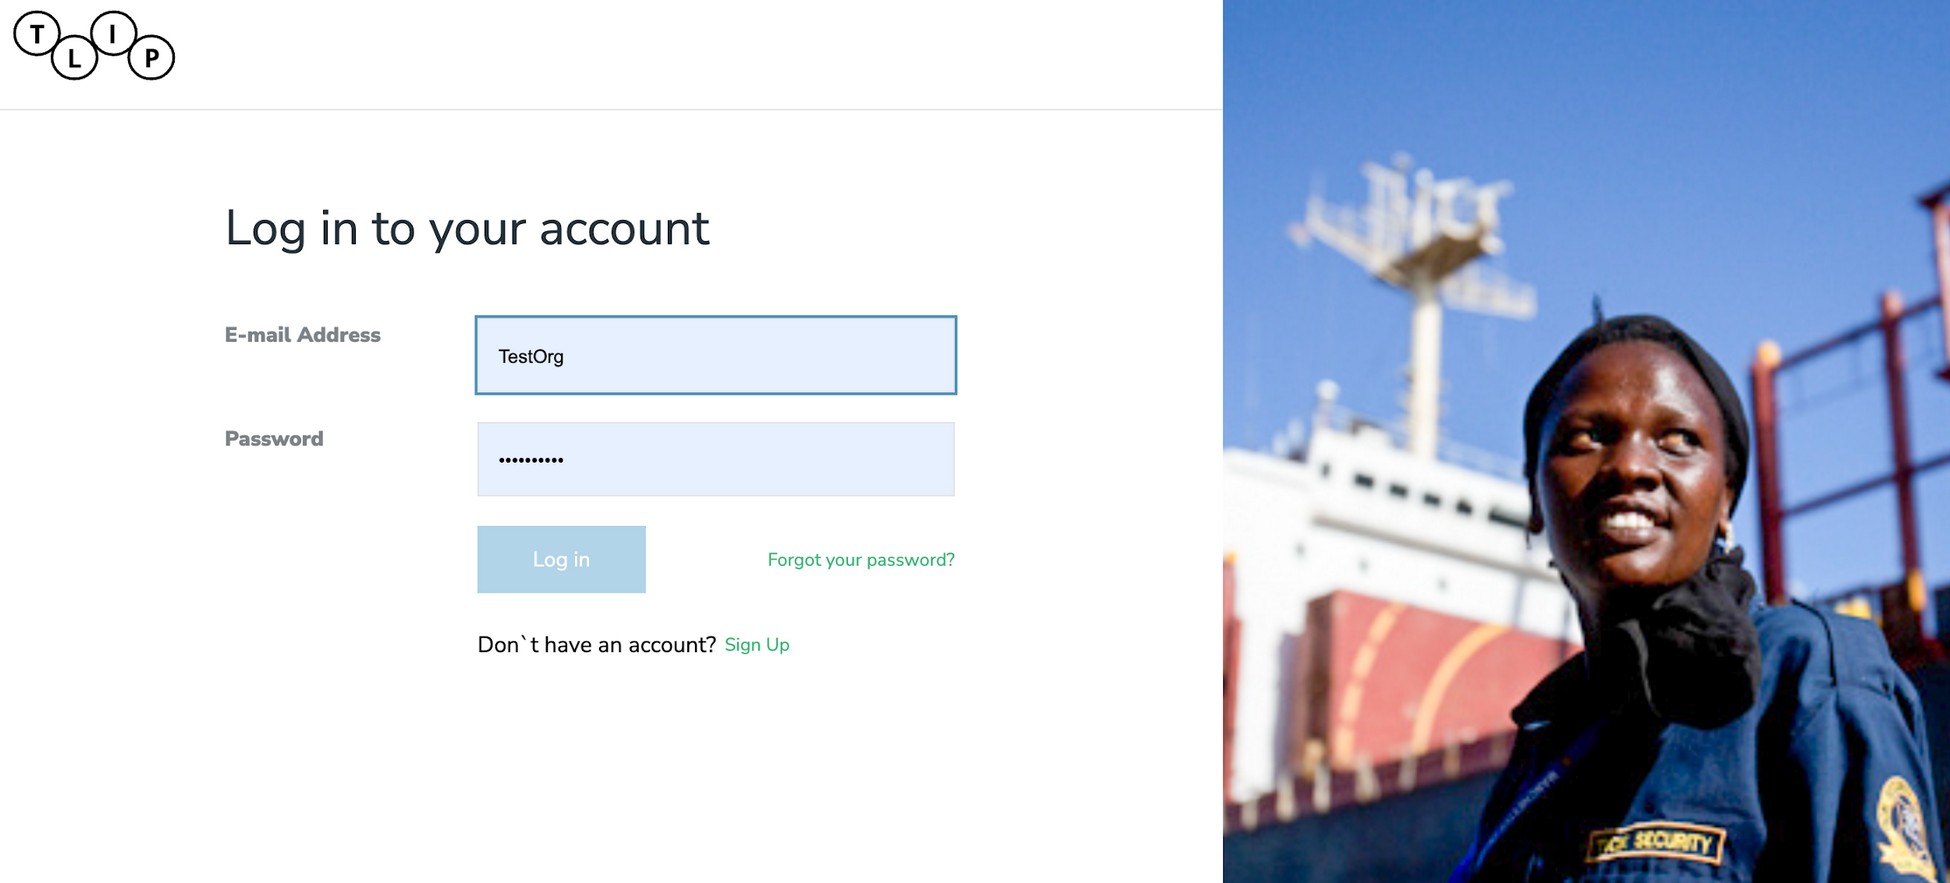 T L I P
Log in to your account
E-mail Address
TestOrg
Password
••••••••••
Log in
Forgot your password?
Don`t have an account? Sign Up
SECURITY